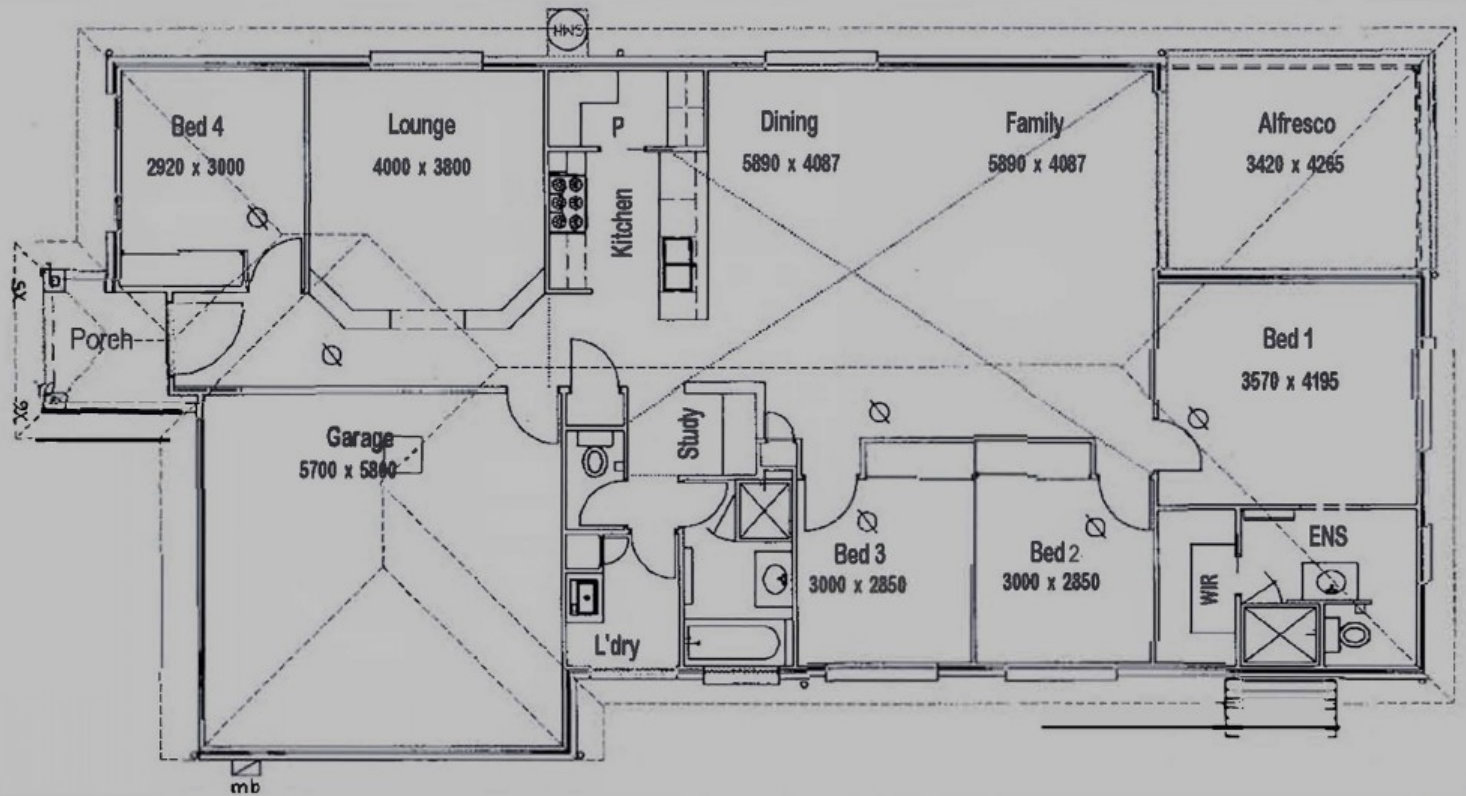 SMH
Bed 4
2920 x 3000
Lounge
4000 x 3800
P
Kitchen
Dining
5890 x 4087
Family
5890 x 4087
Alfresco
3420 x 4265
Porch
Bed 1
3570 x 4195
Garage
5700 x 5800
Study
Bed 3
3000 x 2850
Bed 2
3000 x 2850
WIR
ENS
L'dry
mb